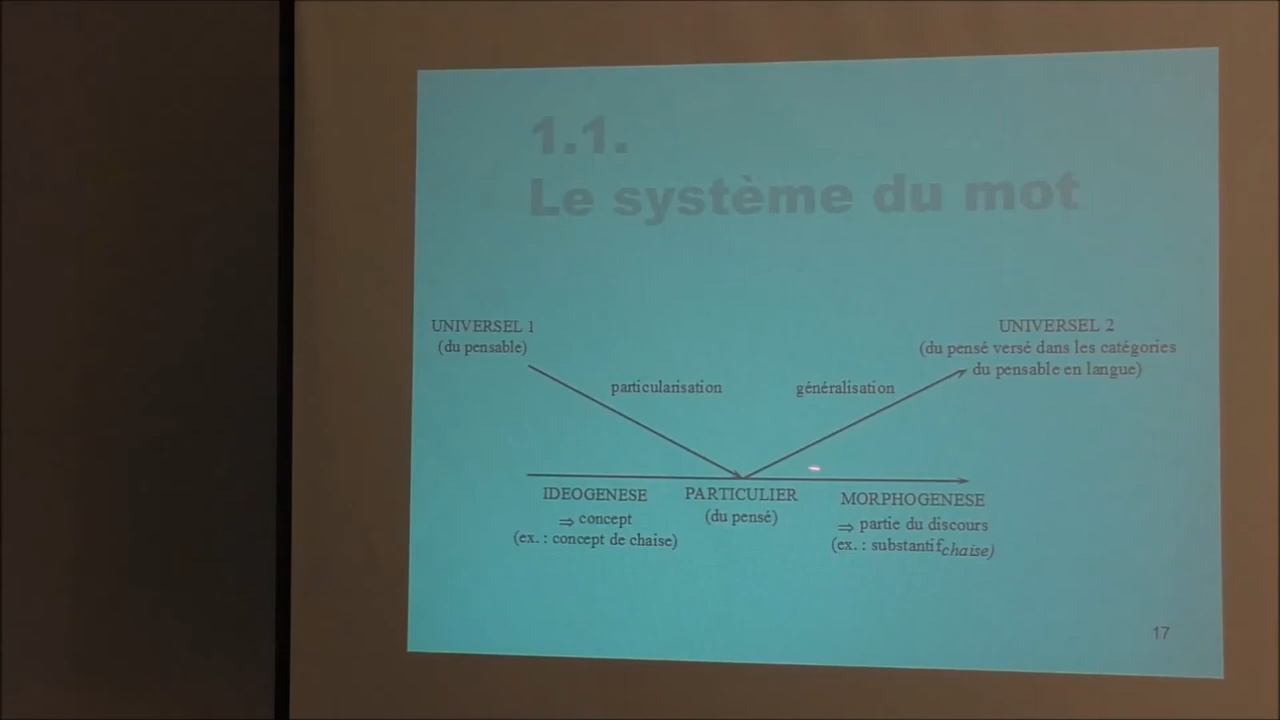 1.1.
Le système du mot
UNIVERSEL 1
(du pensable)
UNIVERSEL 2
(du pensé versé dans les catégories
du pensable en langue)
particularisation
généralisation
IDEOGENESE
⇒ concept
(ex. : concept de chaise)
PARTICULIER
(du pensé)
MORPHOGENESE
⇒ partie du discours
(ex. : substantif chaise)
17